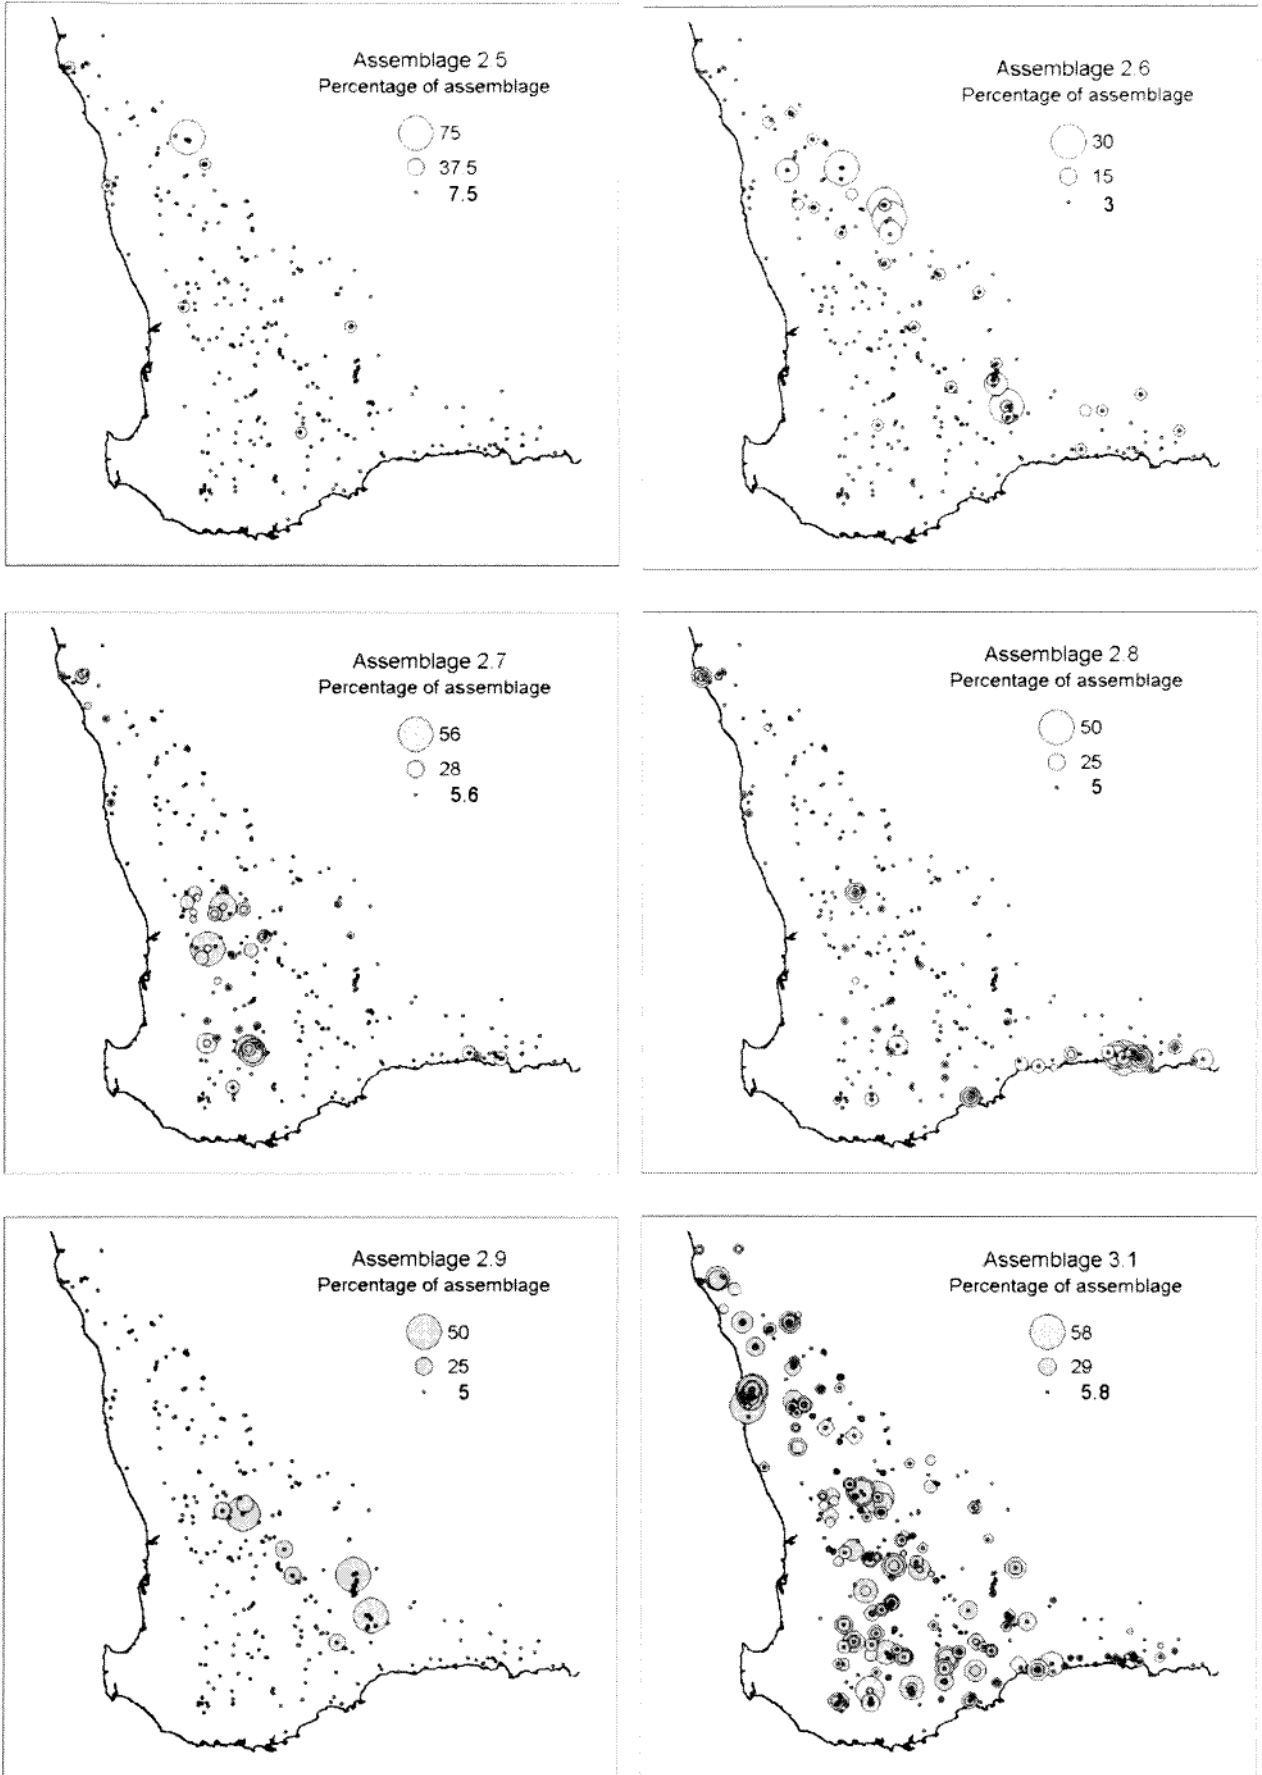 Assemblage 2.5
Percentage of assemblage
75
37.5
7.5
Assemblage 2.6
Percentage of assemblage
30
15
3
Assemblage 2.7
Percentage of assemblage
56
28
5.6
Assemblage 2.8
Percentage of assemblage
50
25
5
Assemblage 2.9
Percentage of assemblage
50
25
5
Assemblage 3.1
Percentage of assemblage
58
29
5.8